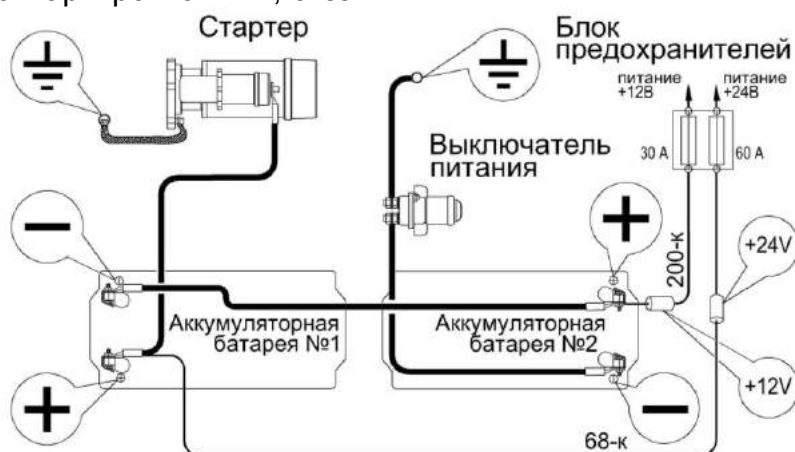 Стартер
Блок
предохранителей
питание
+12В
питание
+24В
30 А
60 А
Выключатель
питания
200-к
+24V
Аккумуляторная
батарея №1
Аккумуляторная
батарея №2
+12V
68-к